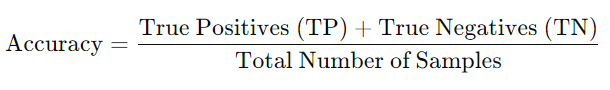 Accuracy = True Positives (TP) + True Negatives (TN)
Total Number of Samples